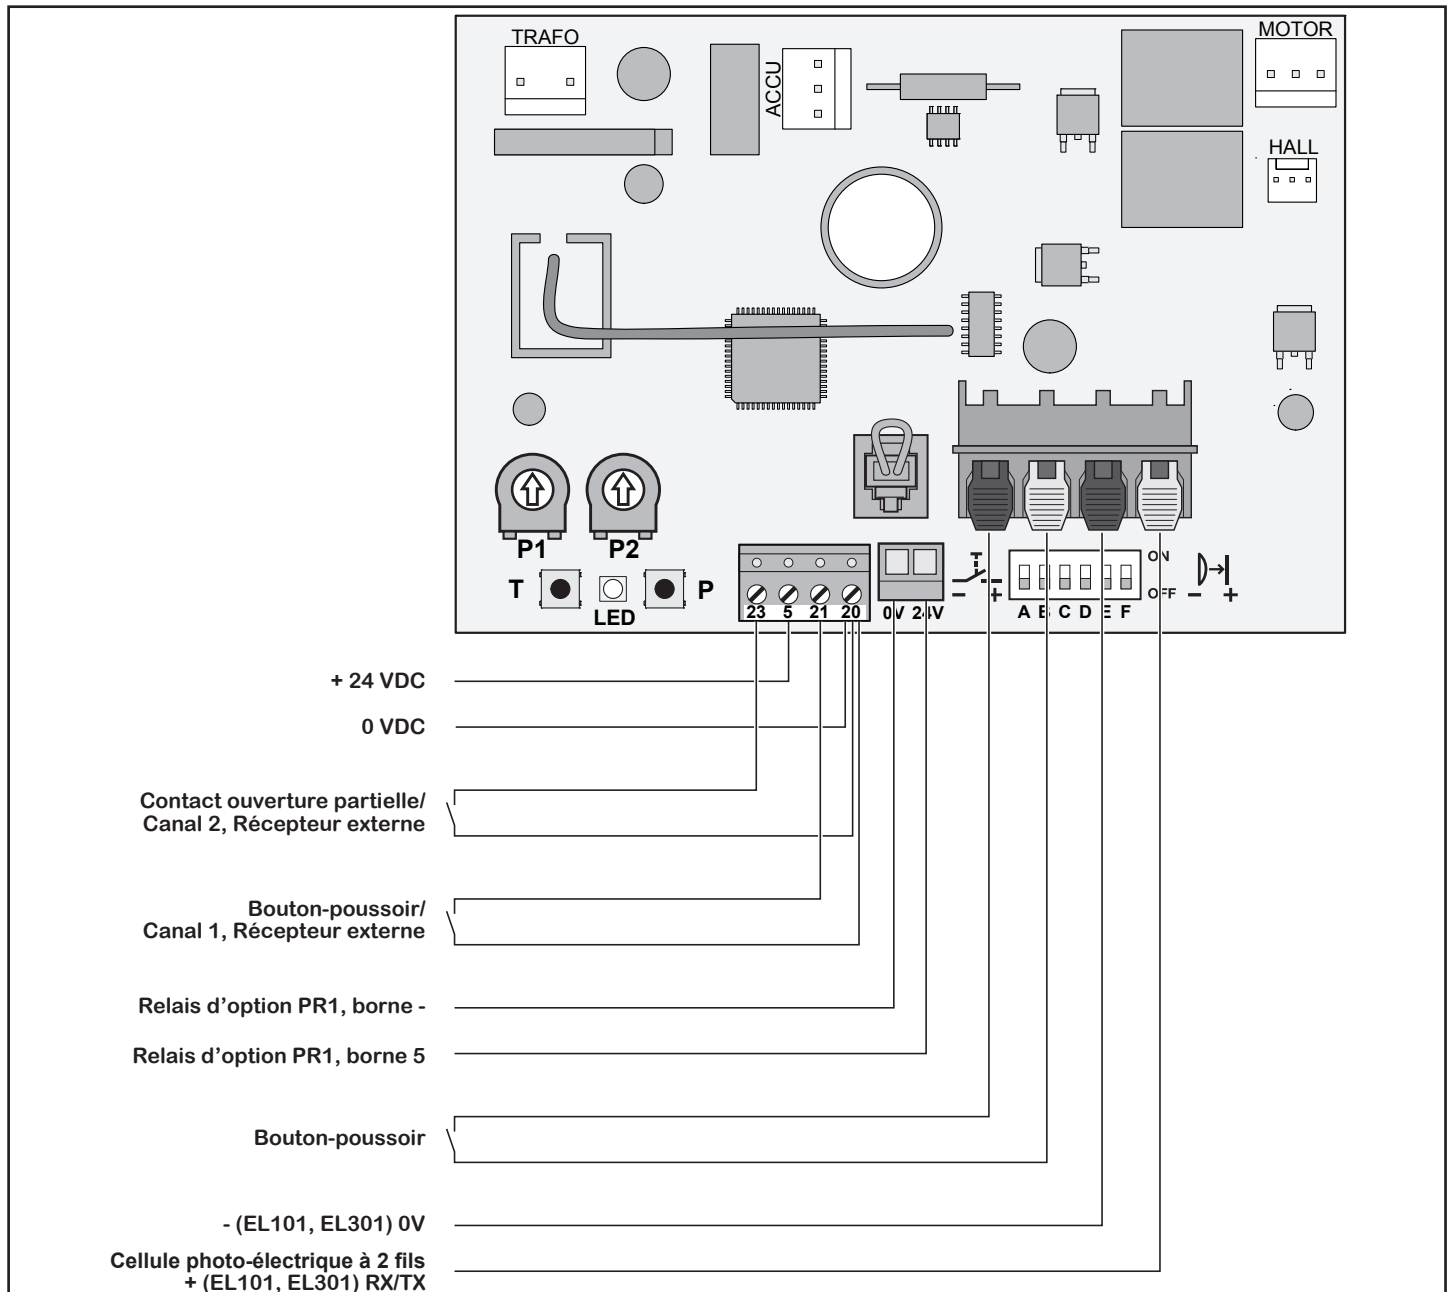 TRAFO
MOTOR
ACCU
HALL
P1 P2
T LED P
23 5 21 20
0V 24V
- +
A B C D E F
ON
OFF
- +
+ 24 VDC
0 VDC
Contact ouverture partielle/
Canal 2, Récepteur externe
Bouton-poussoir/
Canal 1, Récepteur externe
Relais d’option PR1, borne -
Relais d’option PR1, borne 5
Bouton-poussoir
- (EL101, EL301) 0V
Cellule photo-électrique à 2 fils
+ (EL101, EL301) RX/TX